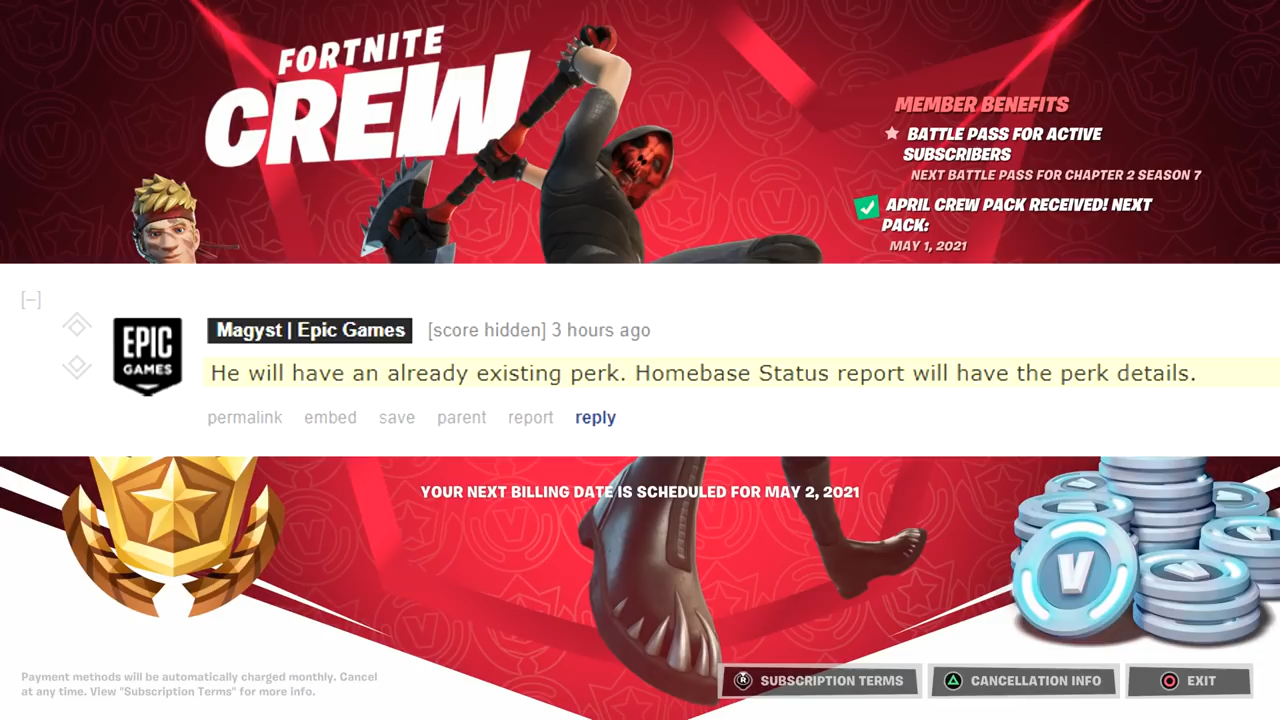 FORTNITE
CREW
MEMBER BENEFITS
BATTLE PASS FOR ACTIVE
SUBSCRIBERS
NEXT BATTLE PASS FOR CHAPTER 2 SEASON 7
APRIL CREW PACK RECEIVED! NEXT
PACK:
MAY 1, 2021
[–]
EPIC
GAMES
Magyst | Epic Games [score hidden] 3 hours ago
He will have an already existing perk. Homebase Status report will have the perk details.
permalink embed save parent report reply
YOUR NEXT BILLING DATE IS SCHEDULED FOR MAY 2, 2021
V
Payment methods will be automatically charged monthly. Cancel
at any time. View "Subscription Terms" for more info.
R SUBSCRIPTION TERMS CANCELLATION INFO EXIT